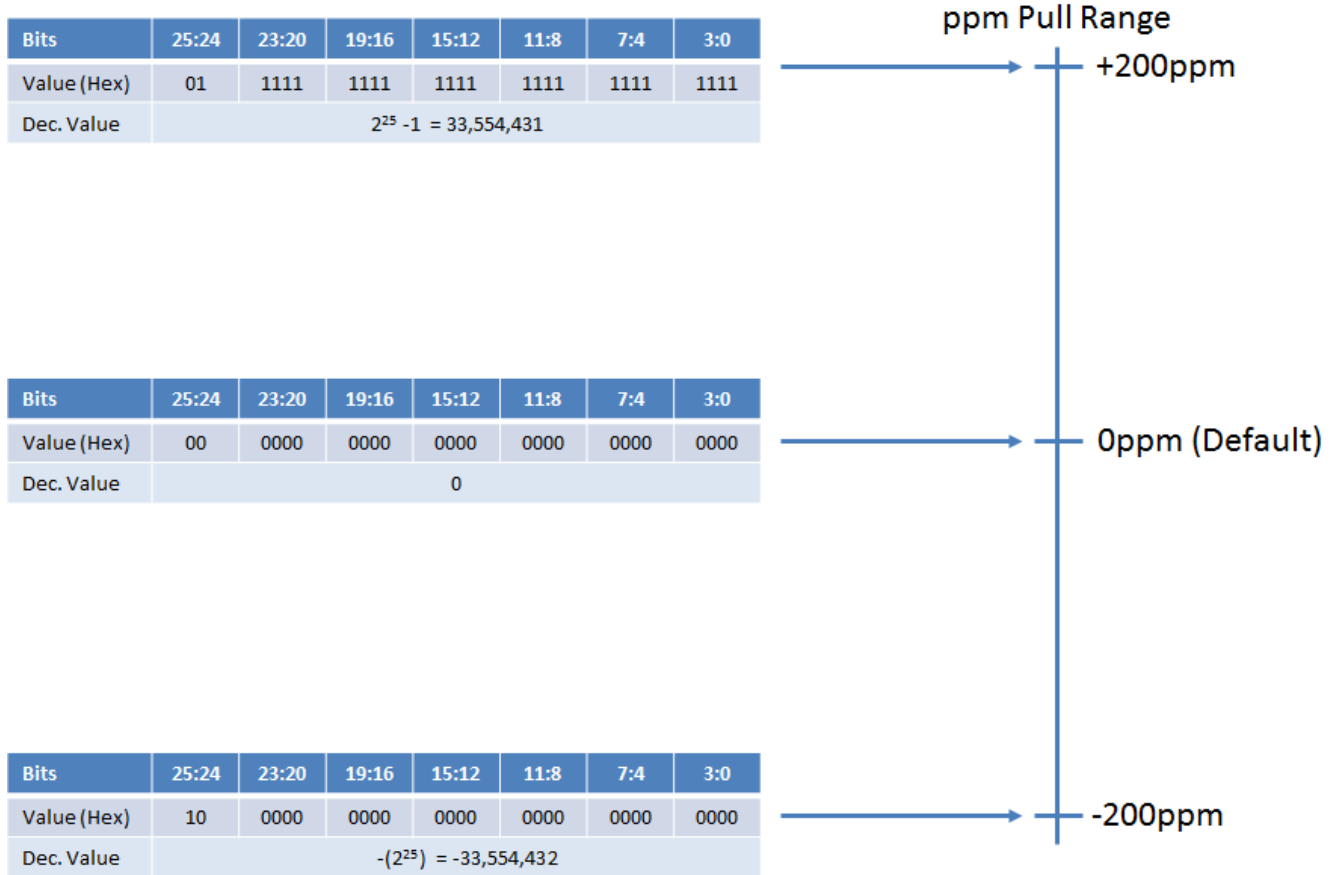 ppm Pull Range
Bits 25:24 23:20 19:16 15:12 11:8 7:4 3:0
Value (Hex) 01 1111 1111 1111 1111 1111 1111
Dec. Value 2²⁵ -1 = 33,554,431
+200ppm
Bits 25:24 23:20 19:16 15:12 11:8 7:4 3:0
Value (Hex) 00 0000 0000 0000 0000 0000 0000
Dec. Value 0
0ppm (Default)
Bits 25:24 23:20 19:16 15:12 11:8 7:4 3:0
Value (Hex) 10 0000 0000 0000 0000 0000 0000
Dec. Value -(2²⁵) = -33,554,432
-200ppm